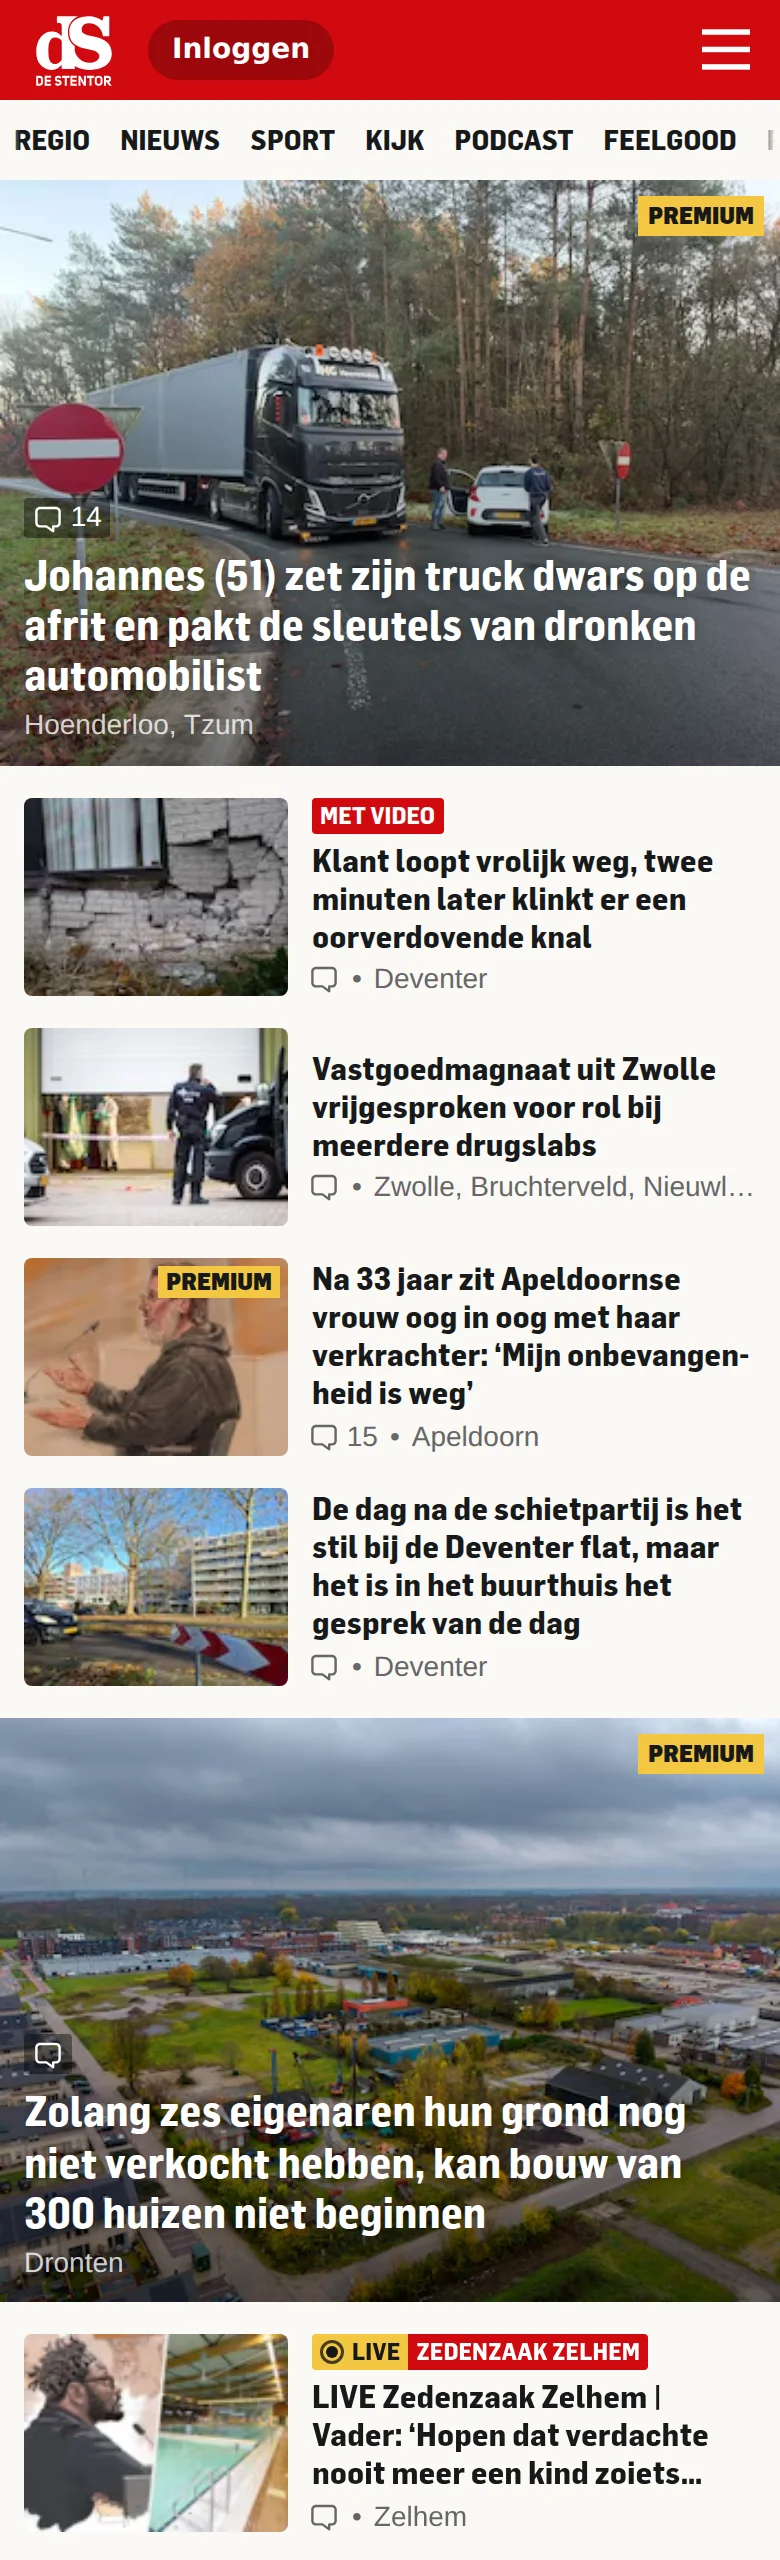 dS
DE STENTOR
Inloggen
REGIO NIEUWS SPORT KIJK PODCAST FEELGOOD
PREMIUM
14
Johannes (51) zet zijn truck dwars op de
afrit en pakt de sleutels van dronken
automobilist
Hoenderloo, Tzum
MET VIDEO
Klant loopt vrolijk weg, twee
minuten later klinkt er een
oorverdovende knal
• Deventer
Vastgoedmagnaat uit Zwolle
vrijgesproken voor rol bij
meerdere drugslabs
• Zwolle, Bruchterveld, Nieuwl…
PREMIUM
Na 33 jaar zit Apeldoornse
vrouw oog in oog met haar
verkrachter: ‘Mijn onbevangen-
heid is weg’
15 • Apeldoorn
De dag na de schietpartij is het
stil bij de Deventer flat, maar
het is in het buurthuis het
gesprek van de dag
• Deventer
PREMIUM
Zolang zes eigenaren hun grond nog
niet verkocht hebben, kan bouw van
300 huizen niet beginnen
Dronten
LIVE ZEDENZAAK ZELHEM
LIVE Zedenzaak Zelhem |
Vader: ‘Hopen dat verdachte
nooit meer een kind zoiets...
• Zelhem